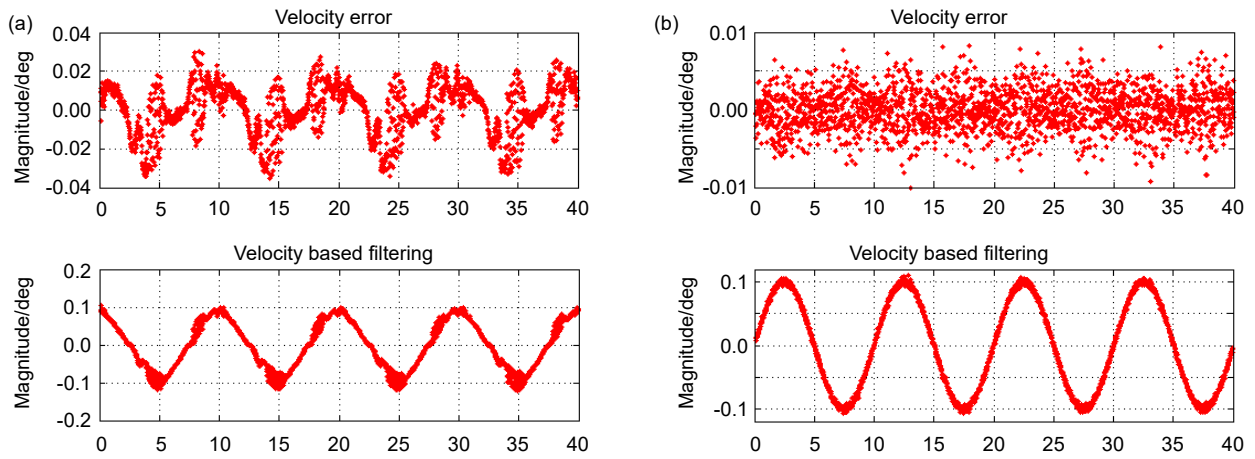 (a)
Velocity error
Magnitude/deg
0.04
0.02
0.00
-0.02
-0.04
0 5 10 15 20 25 30 35 40
Velocity based filtering
Magnitude/deg
0.2
0.1
0.0
-0.1
-0.2
0 5 10 15 20 25 30 35 40
(b)
Velocity error
Magnitude/deg
0.01
0.00
-0.01
0 5 10 15 20 25 30 35 40
Velocity based filtering
Magnitude/deg
0.1
0.0
-0.1
0 5 10 15 20 25 30 35 40